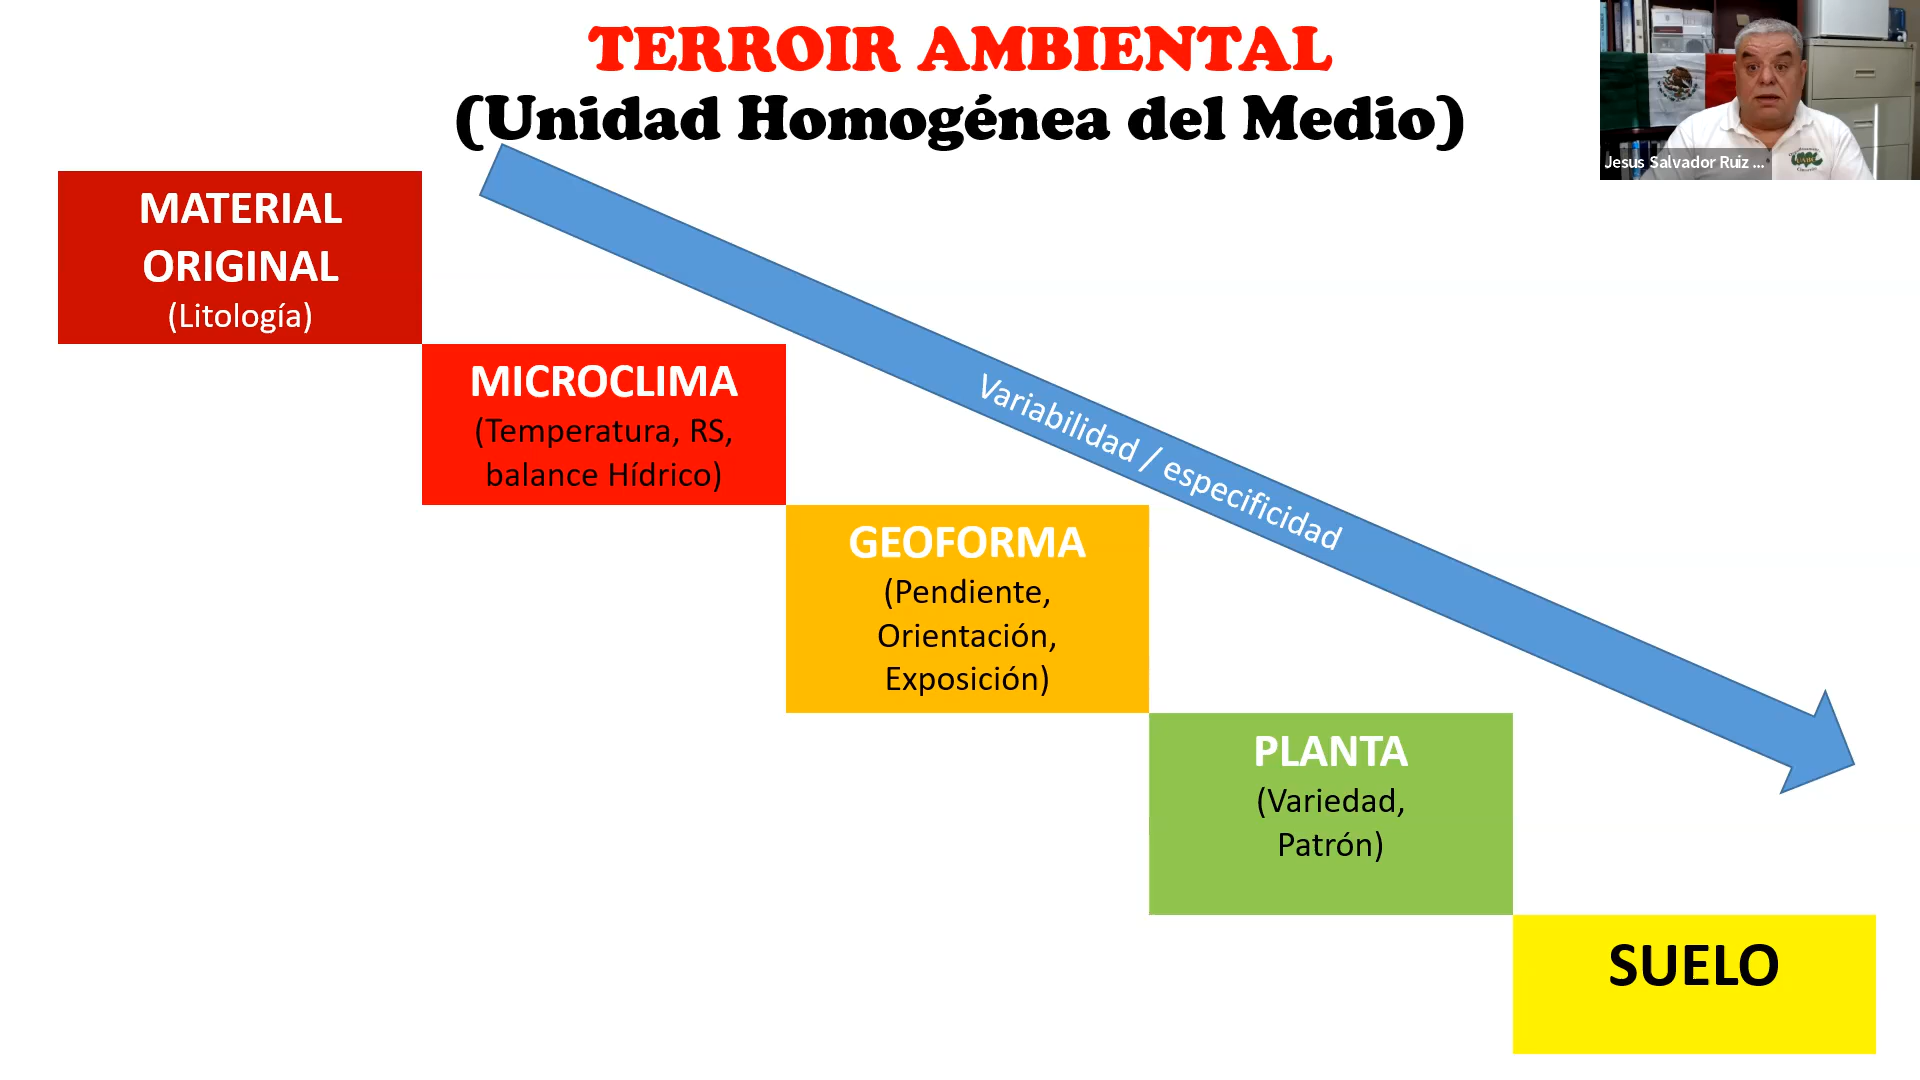 TERROIR AMBIENTAL
(Unidad Homogénea del Medio)
Jesus Salvador Ruiz ...
MATERIAL
ORIGINAL
(Litología)
MICROCLIMA
(Temperatura, RS,
balance Hídrico)
Variabilidad / especificidad
GEOFORMA
(Pendiente,
Orientación,
Exposición)
PLANTA
(Variedad,
Patrón)
SUELO